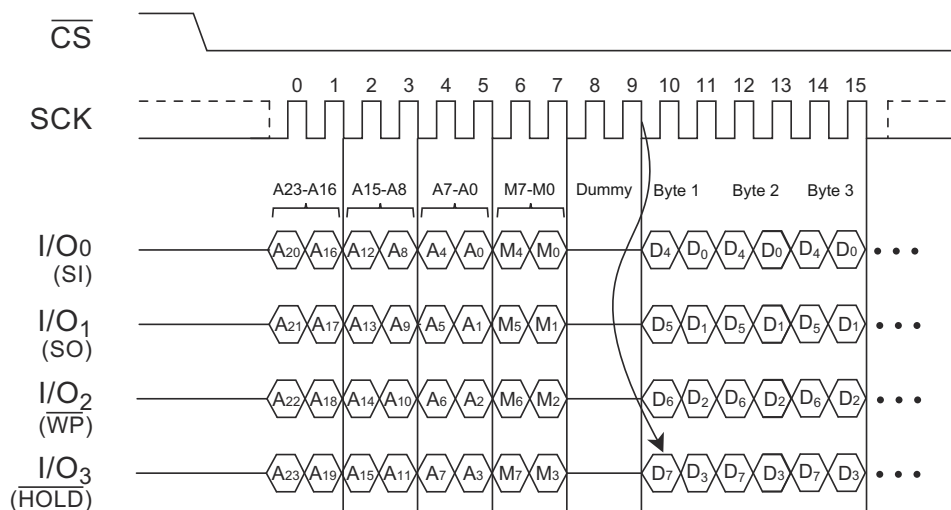 CS
0 1 2 3 4 5 6 7 8 9 10 11 12 13 14 15
SCK
A23-A16 A15-A8 A7-A0 M7-M0 Dummy Byte 1 Byte 2 Byte 3
I/O0 A20 A16 A12 A8 A4 A0 M4 M0 D4 D0 D4 D0 D4 D0 • • •
(SI)
I/O1 A21 A17 A13 A9 A5 A1 M5 M1 D5 D1 D5 D1 D5 D1 • • •
(SO)
I/O2 A22 A18 A14 A10 A6 A2 M6 M2 D6 D2 D6 D2 D6 D2 • • •
(WP)
I/O3 A23 A19 A15 A11 A7 A3 M7 M3 D7 D3 D7 D3 D7 D3 • • •
(HOLD)